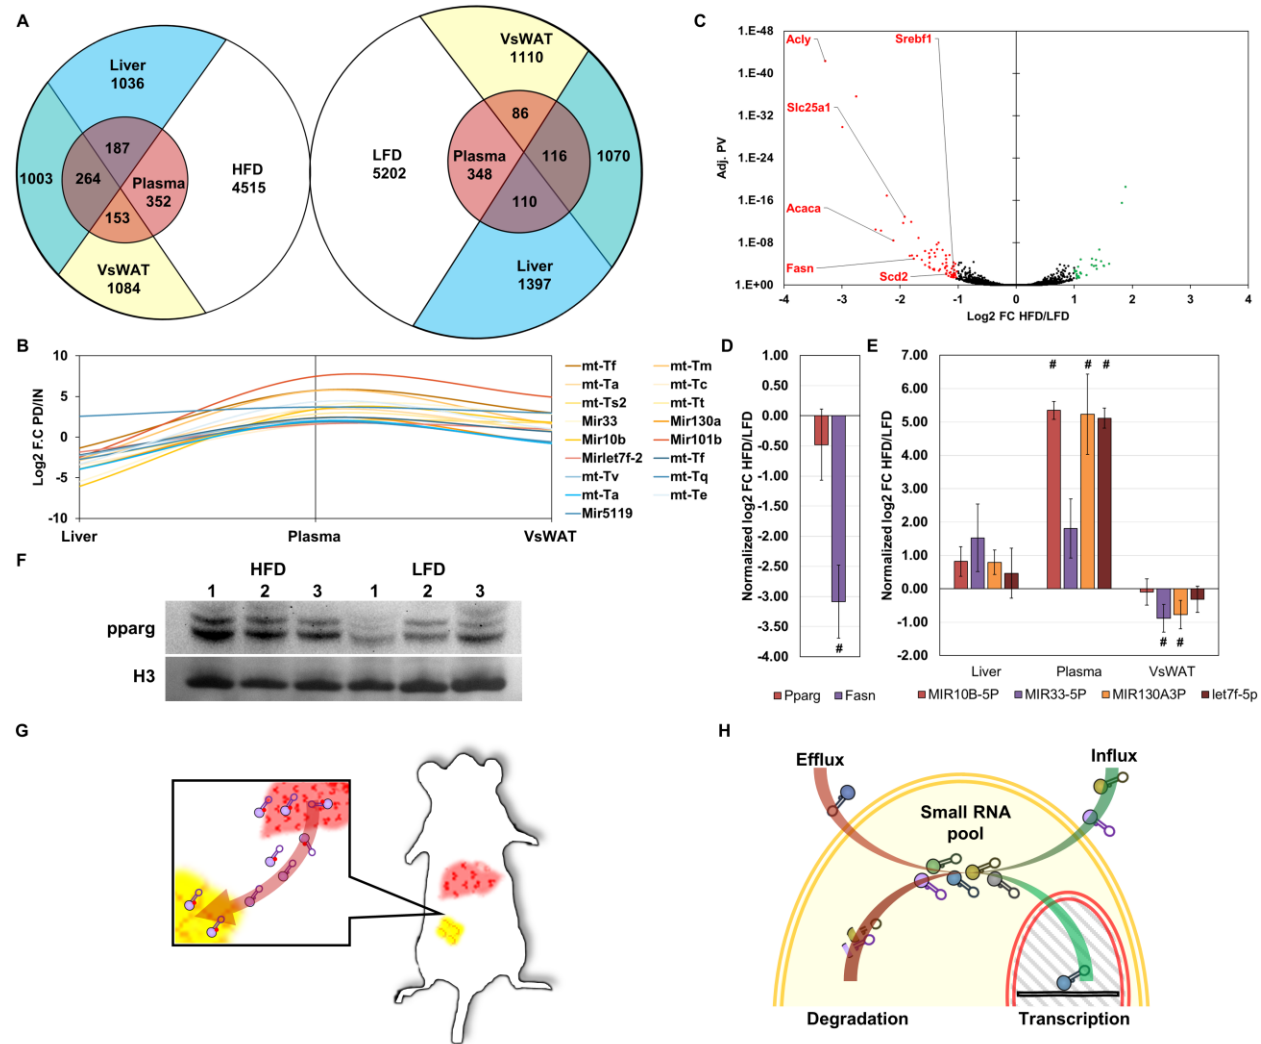 A
Liver
1036
187
1003
264
Plasma
352
153
VsWAT
1084
HFD
4515
LFD
5202
VsWAT
1110
86
Plasma
348
116
1070
110
Liver
1397
B
Log2 F.C PD/IN
10
5
0
-5
-10
Liver
Plasma
VsWAT
mt-Tf
mt-Tm
mt-Ta
mt-Tc
mt-Ts2
mt-Tt
Mir33
Mir130a
Mir10b
Mir101b
Mirlet7f-2
mt-Tf
mt-Tv
mt-Tq
mt-Ta
mt-Te
Mir5119
C
Adj. PV
1.E-48
1.E-40
1.E-32
1.E-24
1.E-16
1.E-08
1.E+00
-4
-3
-2
-1
0
1
2
3
4
Log2 FC HFD/LFD
Acly
Srebf1
Slc25a1
Acaca
Fasn
Scd2
D
Normalized log2 FC HFD/LFD
1.00
0.50
0.00
-0.50
-1.00
-1.50
-2.00
-2.50
-3.00
-3.50
-4.00
#
Pparg
Fasn
E
Normalized log2 FC HFD/LFD
7.00
6.00
5.00
4.00
3.00
2.00
1.00
0.00
-1.00
-2.00
# # #
# #
Liver
Plasma
VsWAT
MIR10B-5P
MIR33-5P
MIR130A3P
let7f-5p
F
HFD
LFD
1 2 3 1 2 3
pparg
H3
G
H
Efflux
Influx
Small RNA
pool
Degradation
Transcription